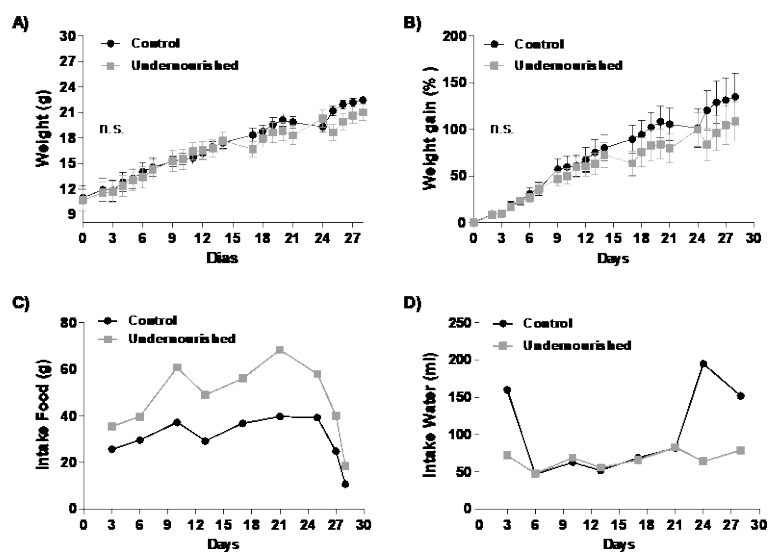 A)
Control
Undernourished
n.s.
Weight (g)
30
27
24
21
18
15
12
9
0 3 6 9 12 15 18 21 24 27
Dias
B)
Control
Undernourished
n.s.
Weight gain (% )
200
150
100
50
0
0 3 6 9 12 15 18 21 24 27 30
Days
C)
Control
Undernourished
Intake Food (g)
80
60
40
20
0
0 3 6 9 12 15 18 21 24 27 30
Days
D)
Control
Undernourished
Intake Water (ml)
250
200
150
100
50
0
0 3 6 9 12 15 18 21 24 27 30
Days